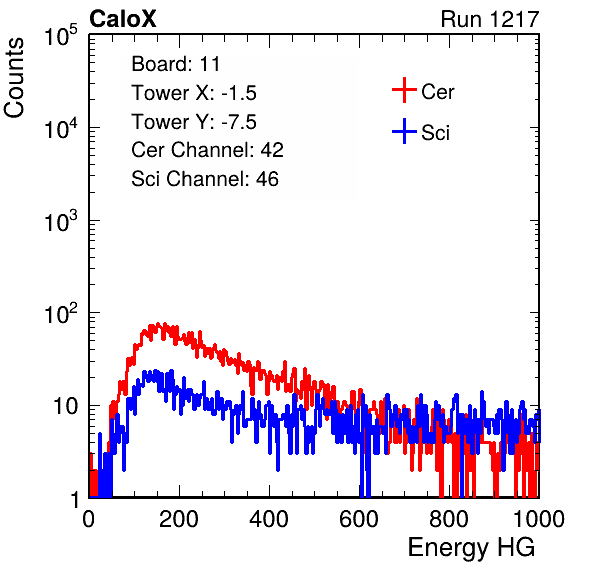 CaloX Run 1217
Counts
10^5
10^4
10^3
10^2
10
1
Board: 11
Tower X: -1.5
Tower Y: -7.5
Cer Channel: 42
Sci Channel: 46
Cer
Sci
0 200 400 600 800 1000
Energy HG